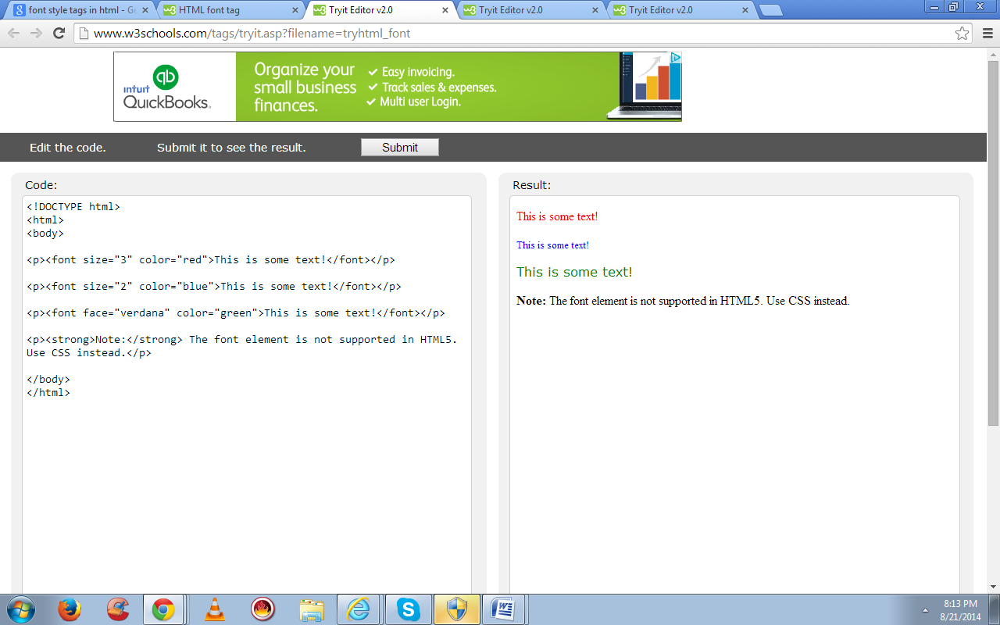 font style tags in html - Go
HTML font tag
Tryit Editor v2.0
Tryit Editor v2.0
Tryit Editor v2.0
www.w3schools.com/tags/tryit.asp?filename=tryhtml_font
intuit
qb
QuickBooks.
Organize your
small business
finances.
✓ Easy invoicing.
✓ Track sales & expenses.
✓ Multi user Login.
Edit the code.
Submit it to see the result.
Submit
Code:
<!DOCTYPE html>
<html>
<body>
<p><font size="3" color="red">This is some text!</font></p>
<p><font size="2" color="blue">This is some text!</font></p>
<p><font face="verdana" color="green">This is some text!</font></p>
<p><strong>Note:</strong> The font element is not supported in HTML5.
Use CSS instead.</p>
</body>
</html>
Result:
This is some text!
This is some text!
This is some text!
Note: The font element is not supported in HTML5. Use CSS instead.
8:13 PM
8/21/2014